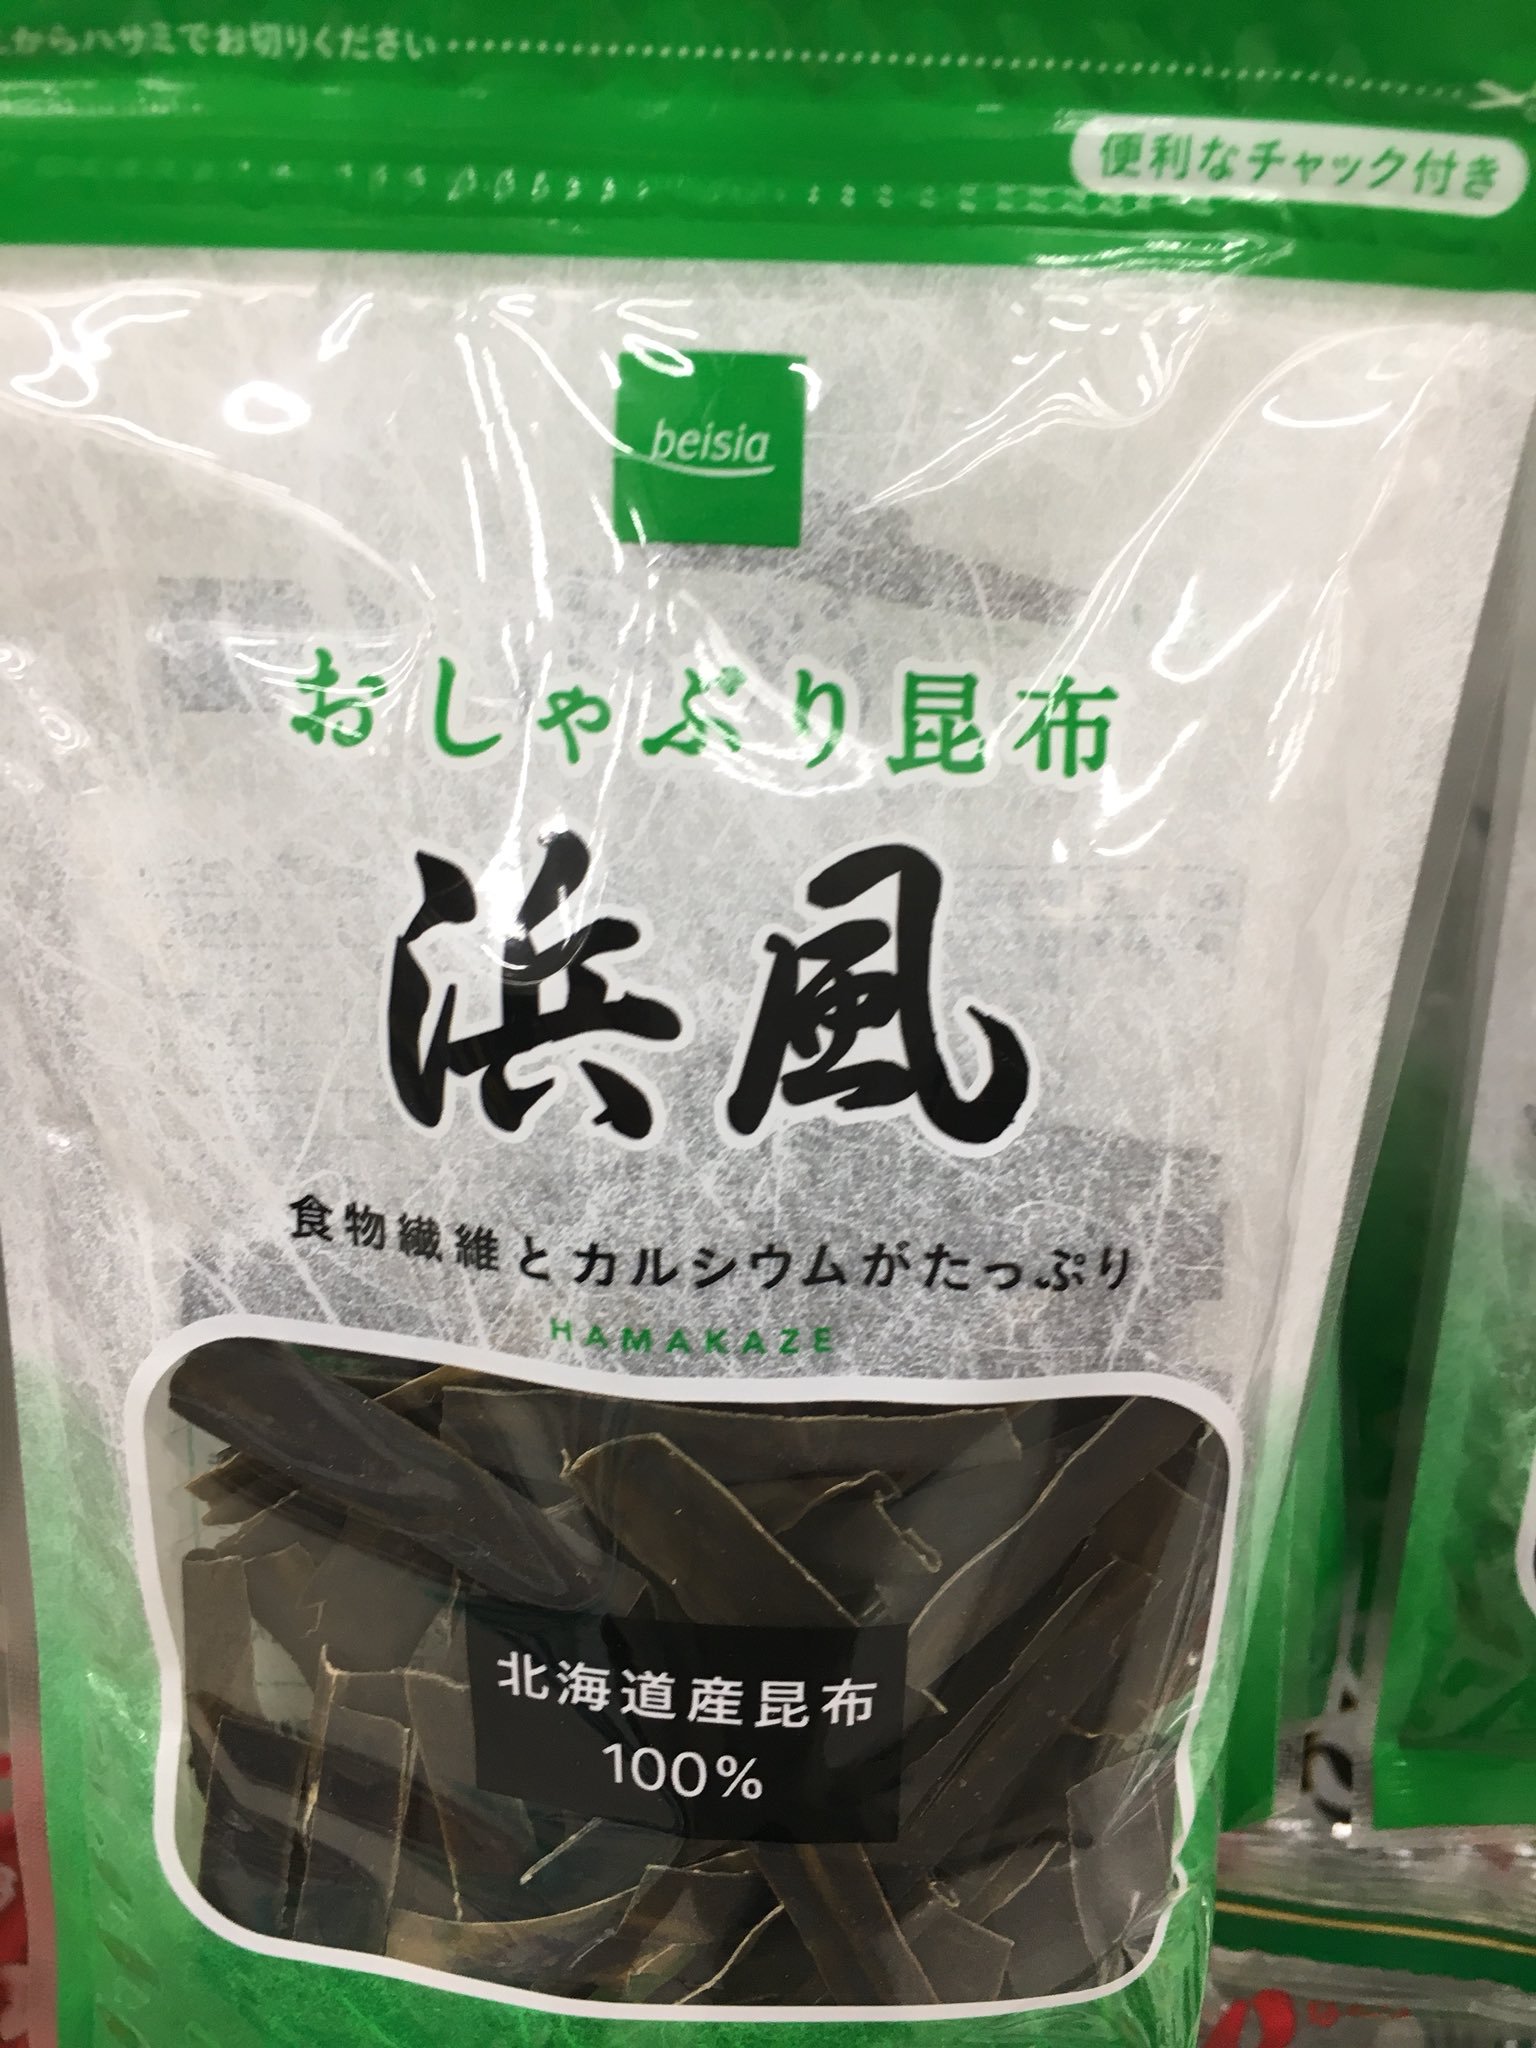 からハサミでお切りください
便利なチャック付き
beisia
おしゃぶり昆布
浜風
食物繊維とカルシウムがたっぷり
HAMAKAZE
北海道産昆布
100%